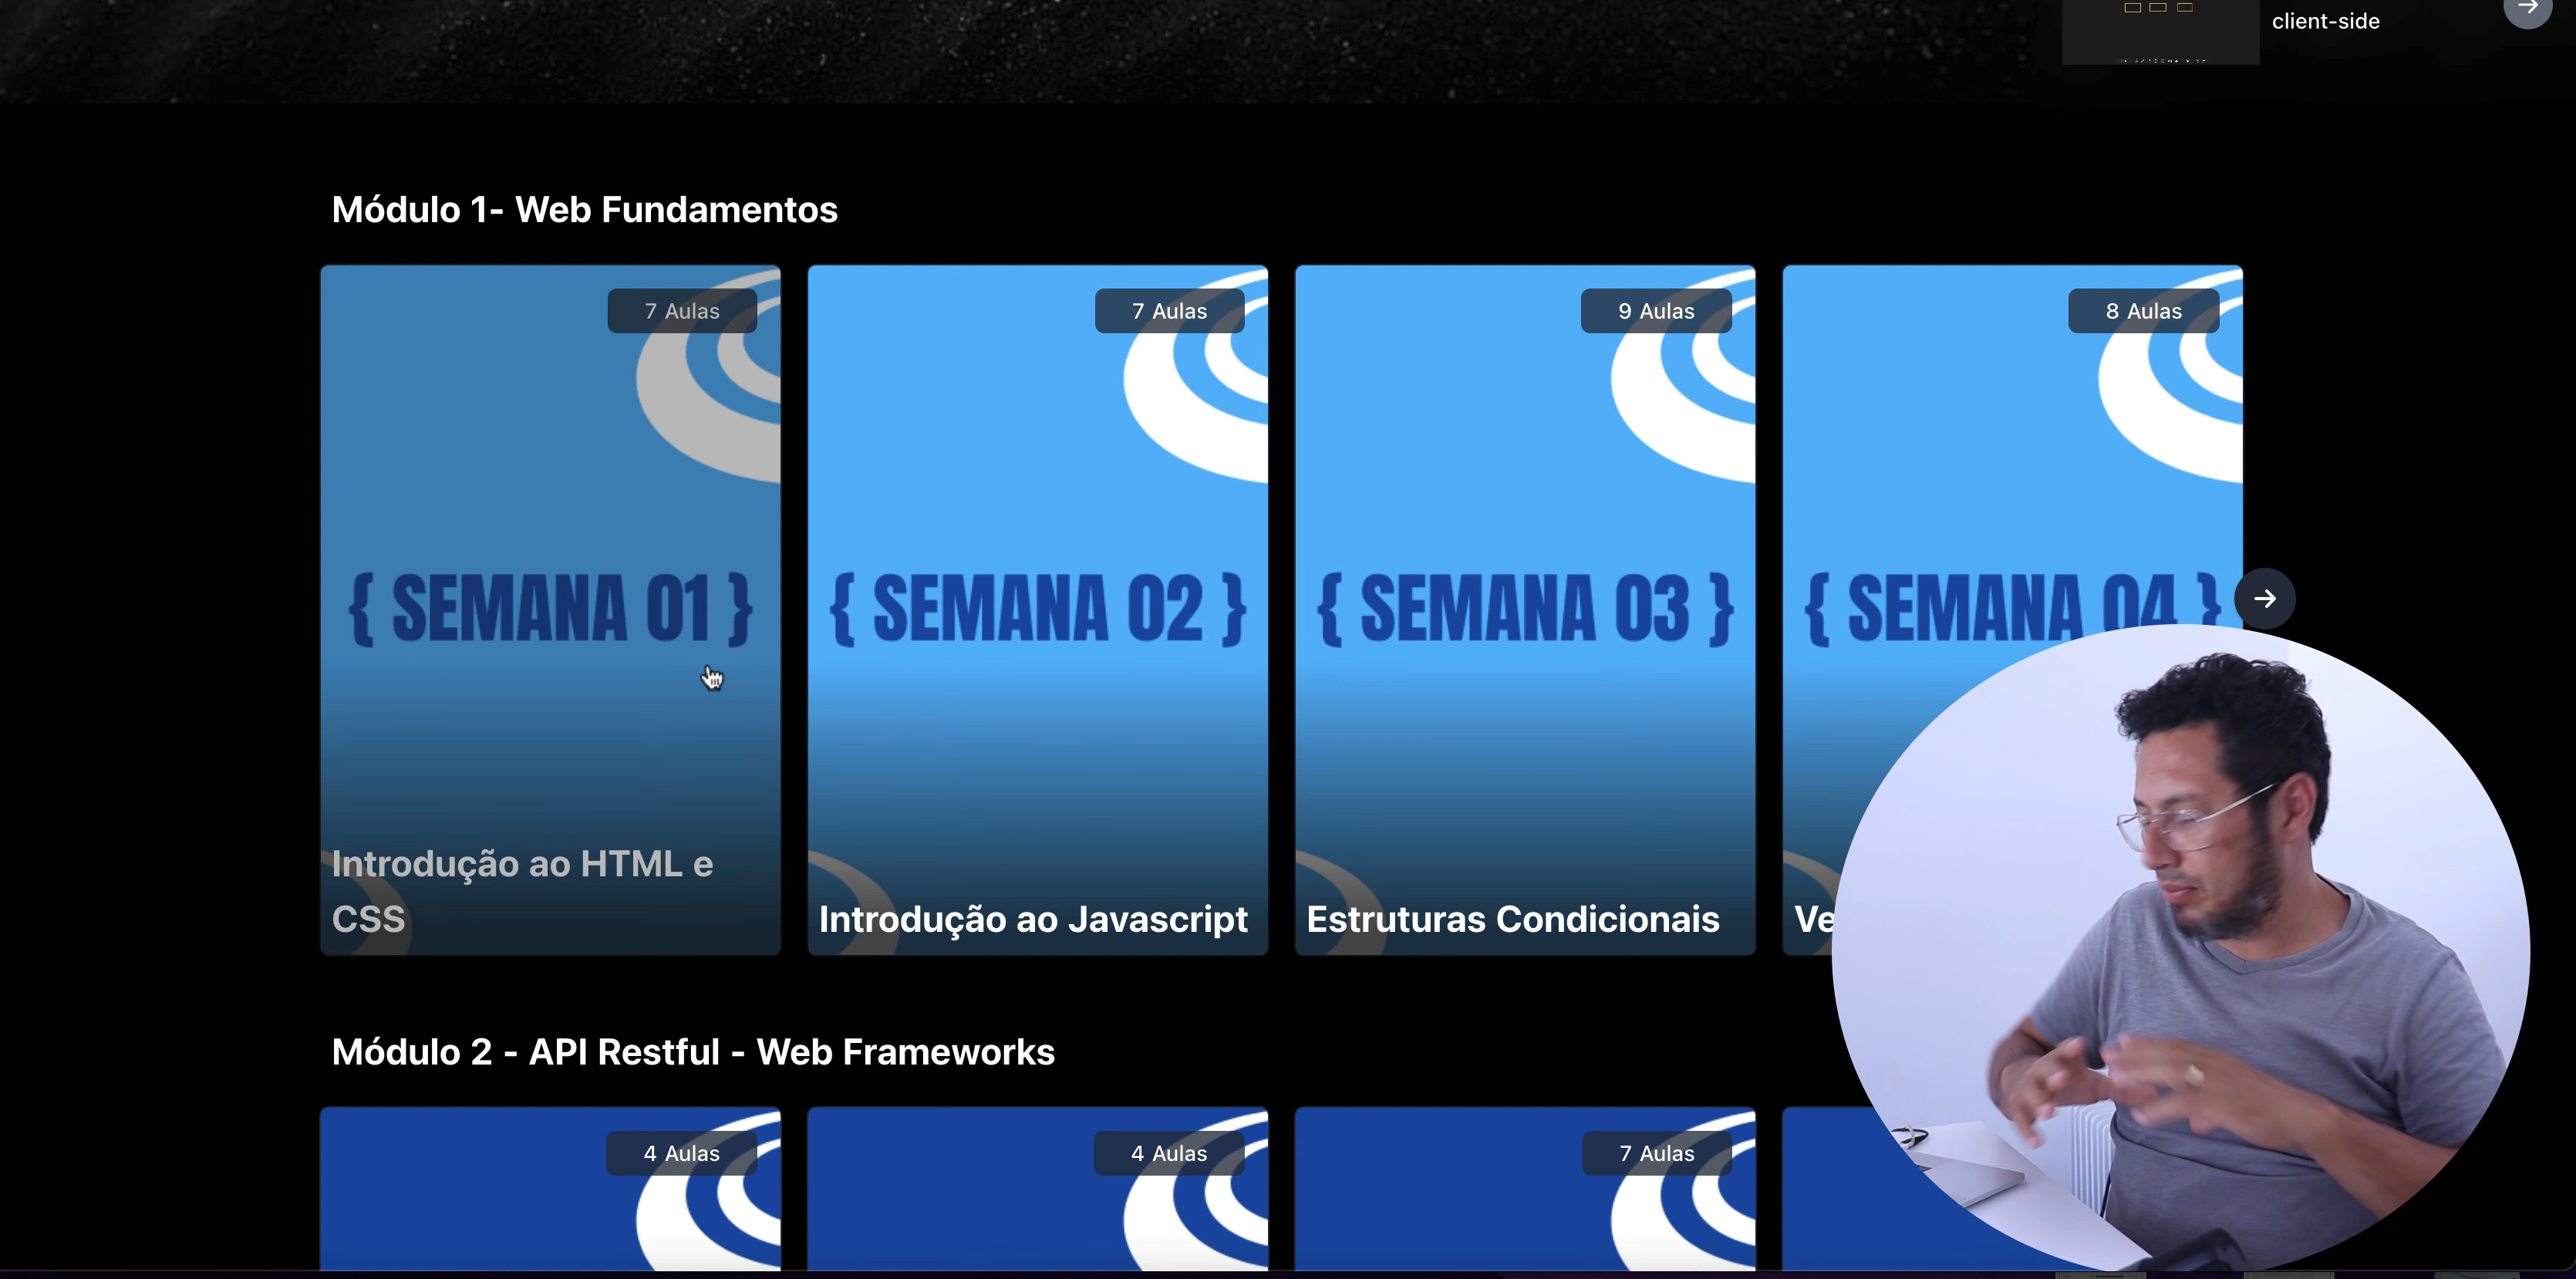 client-side
Módulo 1- Web Fundamentos
7 Aulas
7 Aulas
9 Aulas
8 Aulas
{ SEMANA 01 }
{ SEMANA 02 }
{ SEMANA 03 }
{ SEMANA 04 }
Introdução ao HTML e
CSS
Introdução ao Javascript
Estruturas Condicionais
Módulo 2 - API Restful - Web Frameworks
4 Aulas
4 Aulas
7 Aulas